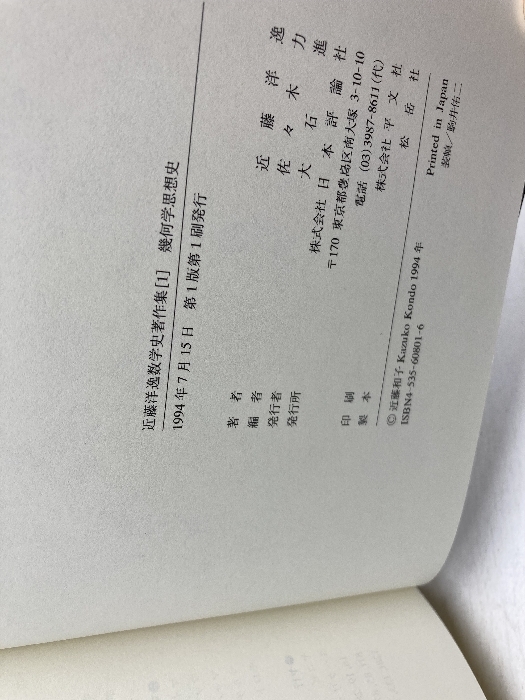 近藤洋逸数学史著作集[1] 幾何学思想史
1994年7月15日 第1版第1刷発行
著者 近藤洋逸
編者 佐々木力
発行者 大石進
発行所 株式会社 日本評論社
〒170 東京都豊島区南大塚 3-10-10
電話 (03)3987-8611(代)
印刷 株式会社 平文社
製本 松岳社
©近藤和子 Kazuko Kondo 1994年
Printed in Japan
ISBN4-535-60801-6
装幀／駒井佑二